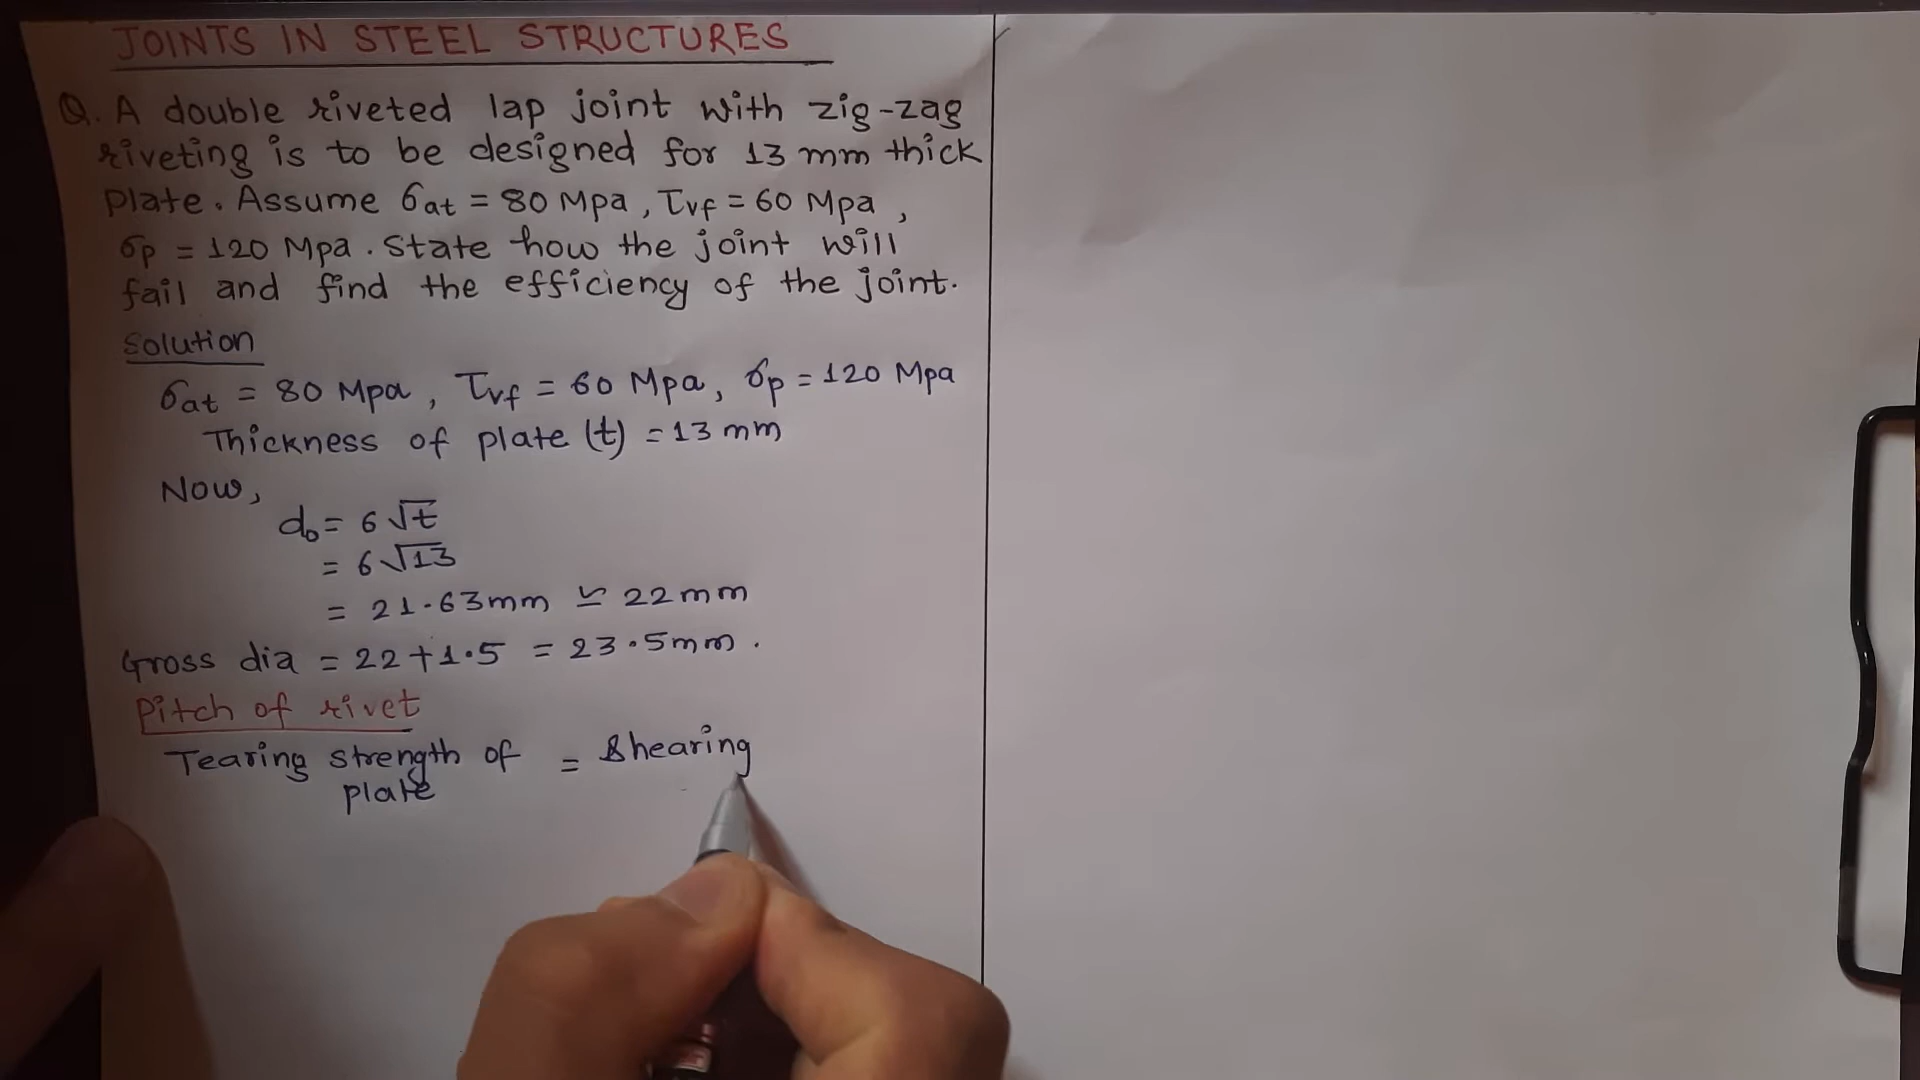 JOINTS IN STEEL STRUCTURES
Q. A double riveted lap joint with zig-zag
riveting is to be designed for 13 mm thick
plate. Assume σat = 80 Mpa, τvf = 60 Mpa,
σp = 120 Mpa. State how the joint will
fail and find the efficiency of the joint.
Solution
σat = 80 Mpa, τvf = 60 Mpa, σp = 120 Mpa
Thickness of plate (t) = 13 mm
Now,
do = 6 √t
= 6 √13
= 21.63mm ≃ 22mm
Gross dia = 22+1.5 = 23.5mm.
Pitch of rivet
Tearing strength of = Shearing
plate